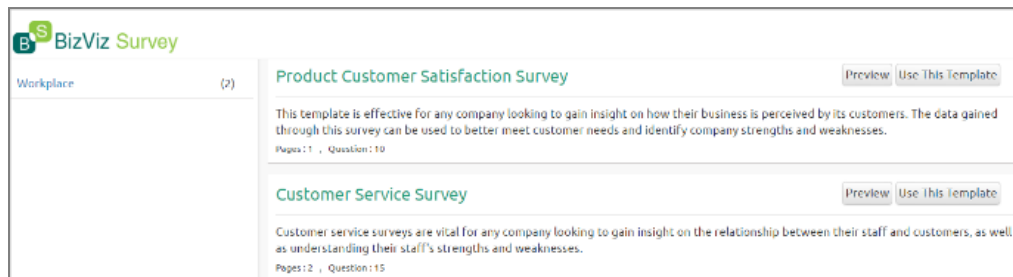 BS BizViz Survey
Workplace (2)
Product Customer Satisfaction Survey
Preview Use This Template
This template is effective for any company looking to gain insight on how their business is perceived by its customers. The data gained
through this survey can be used to better meet customer needs and identify company strengths and weaknesses.
Pages: 1 , Question: 10
Customer Service Survey
Preview Use This Template
Customer service surveys are vital for any company looking to gain insight on the relationship between their staff and customers, as well
as understanding their staff's strengths and weaknesses.
Pages: 2 , Question: 15